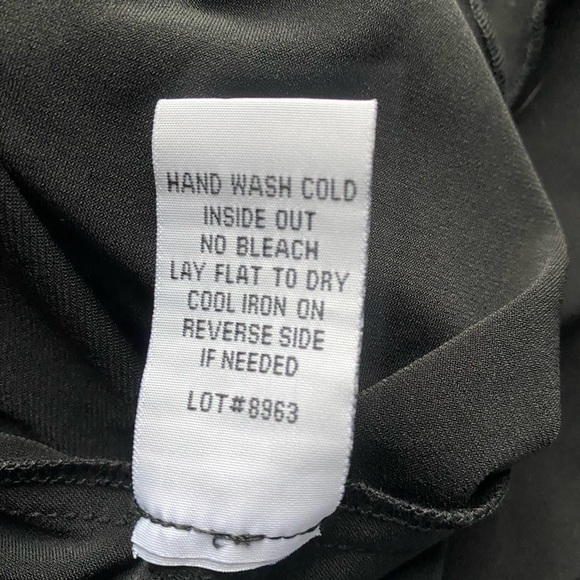 HAND WASH COLD
INSIDE OUT
NO BLEACH
LAY FLAT TO DRY
COOL IRON ON
REVERSE SIDE
IF NEEDED
LOT#8963